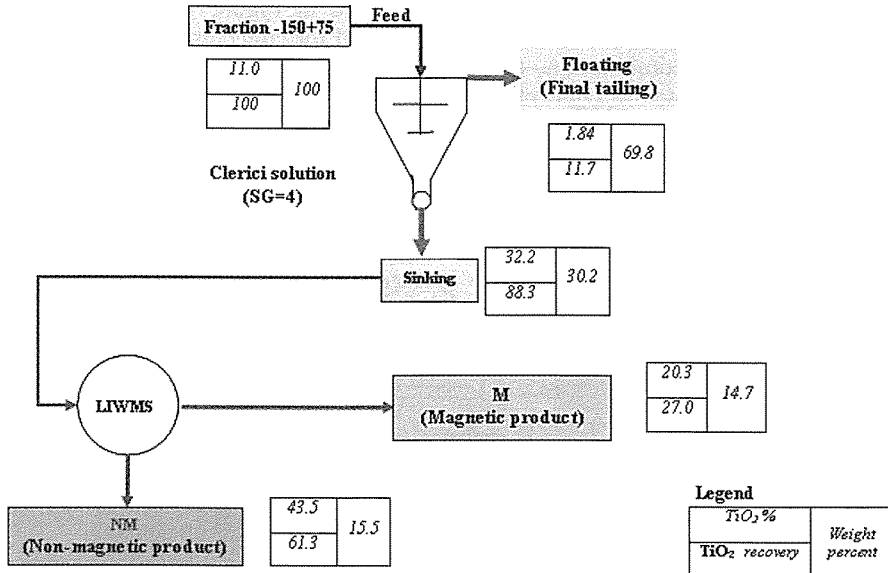 Feed
Fraction -150+75
11.0
100
100
Floating
(Final tailing)
1.84
69.8
11.7
Clerici solution
(SG=4)
Sinking
32.2
30.2
88.3
LIWMS
M
(Magnetic product)
20.3
14.7
27.0
NM
(Non-magnetic product)
43.5
15.5
61.3
Legend
TiO₂%
Weight
percent
TiO₂ recovery